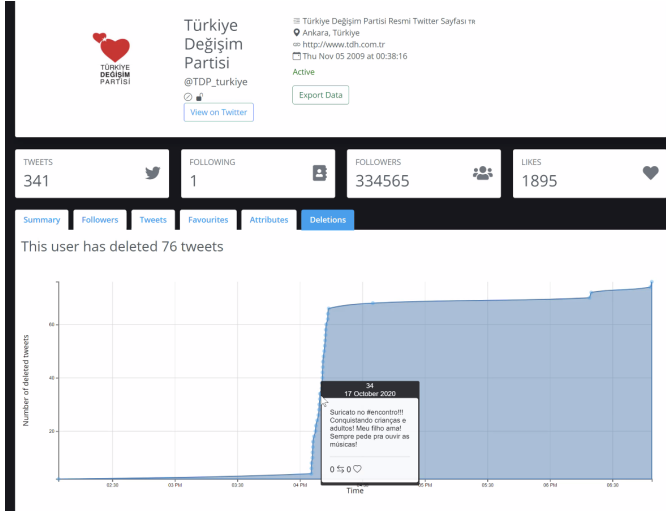 Türkiye
Değişim
Partisi
@TDP_turkiye
View on Twitter
TÜRKİYE
DEĞİŞİM
PARTİSİ
Türkiye Değişim Partisi Resmi Twitter Sayfası TR
Ankara, Türkiye
http://www.tdh.com.tr
Thu Nov 05 2009 at 00:38:16
Active
Export Data
TWEETS
341
FOLLOWING
1
FOLLOWERS
334565
LIKES
1895
Summary Followers Tweets Favourites Attributes Deletions
This user has deleted 76 tweets
Number of deleted tweets
60
40
20
34
17 October 2020
Suricato no #encontro!!!
Conquistando crianças e
adultos! Meu filho ama!
Sempre pede pra ouvir as
músicas!
0 0
02:30 03 PM 03:30 04 PM 05 PM 05:30 06 PM 06:30
Time